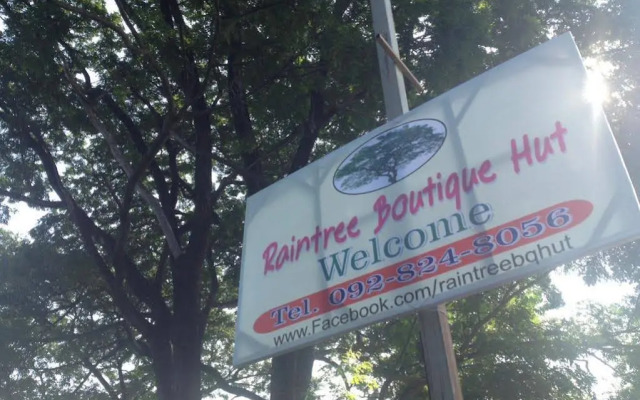 Raintree Boutique Hut
Welcome
Tel. 092-824-8056
www.Facebook.com/raintreebqhut